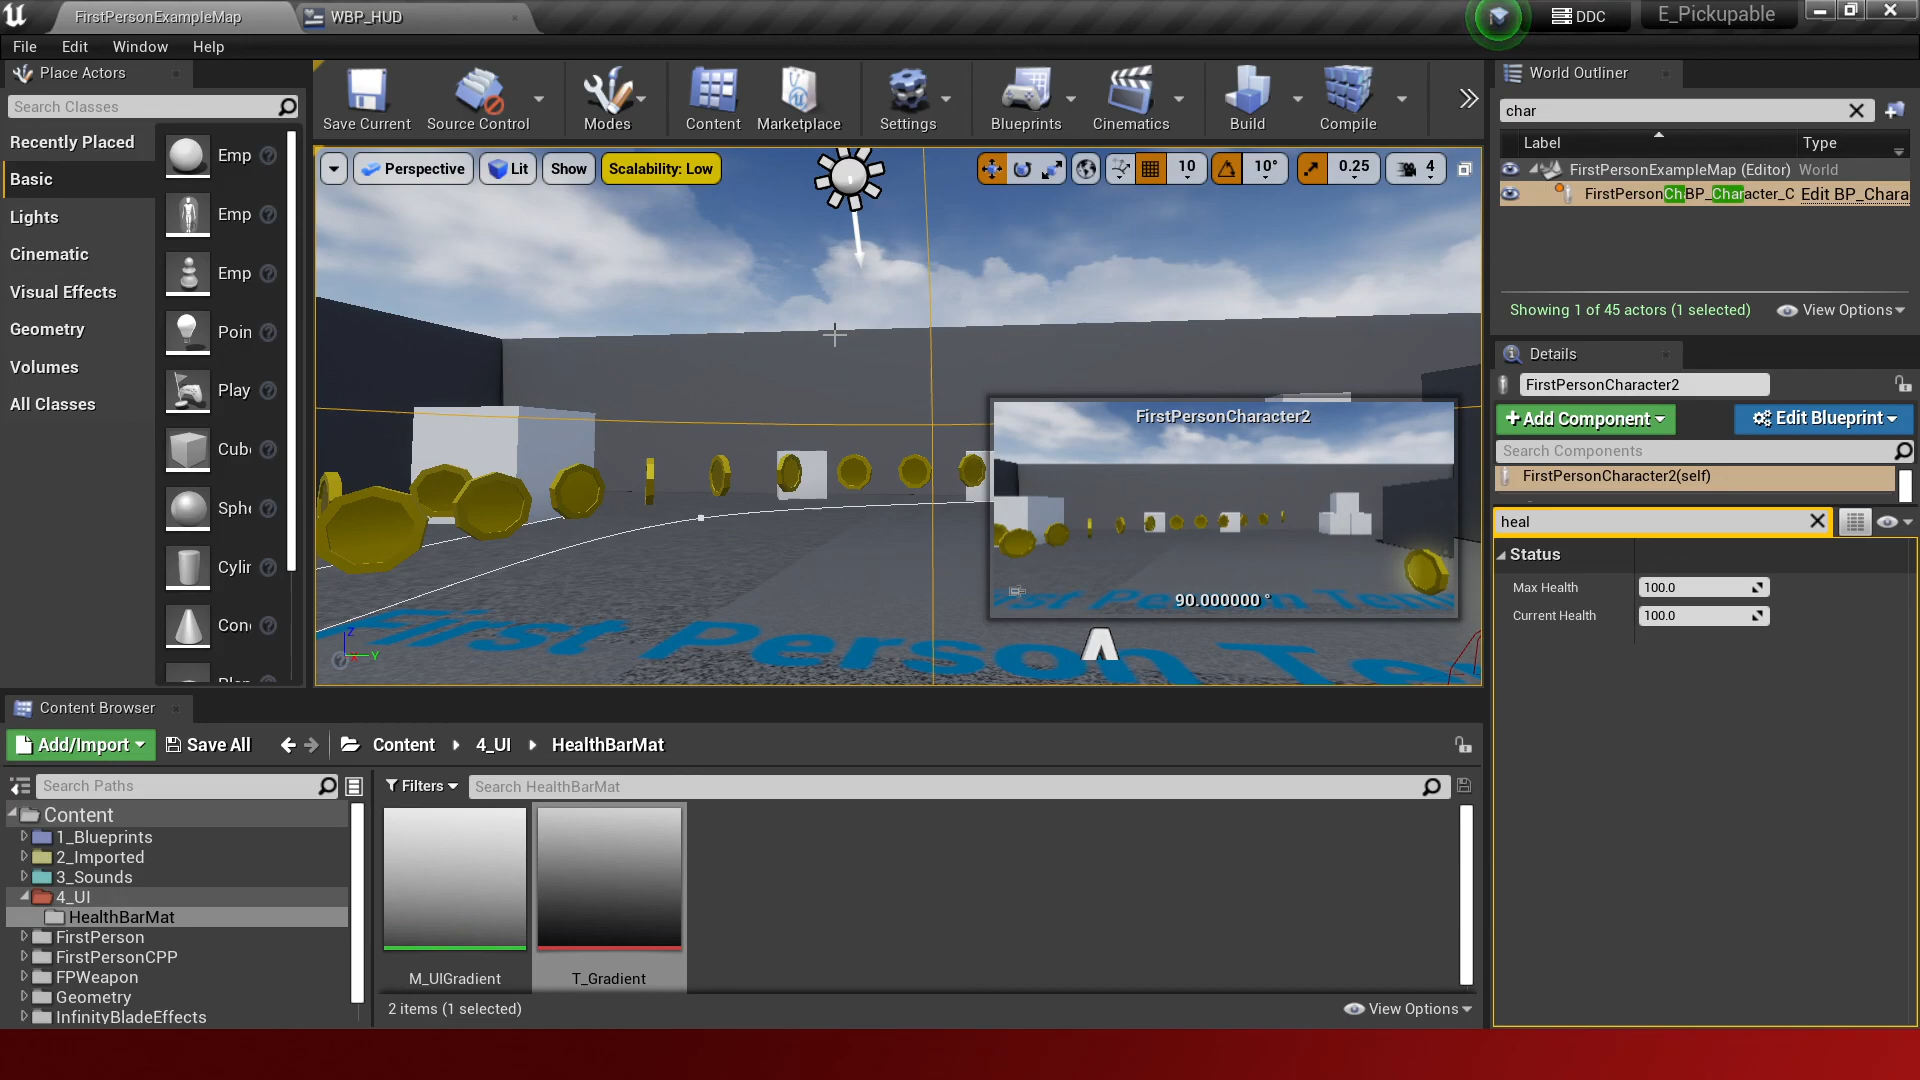 FirstPersonExampleMap
WBP_HUD
DDC
E_Pickupable
File Edit Window Help
Place Actors
Search Classes
Recently Placed
Basic
Lights
Cinematic
Visual Effects
Geometry
Volumes
All Classes
Emp
Emp
Emp
Poin
Play
Cub
Sph
Cylin
Con
Save Current
Source Control
Modes
Content
Marketplace
Settings
Blueprints
Cinematics
Build
Compile
Perspective
Lit
Show
Scalability: Low
10
10°
0.25
4
FirstPersonCharacter2
90.000000 °
First Person Tem
Z
Y
World Outliner
char
Label Type
FirstPersonExampleMap (Editor) World
FirstPersonChBP_Character_C Edit BP_Chara
Showing 1 of 45 actors (1 selected)
View Options
Details
FirstPersonCharacter2
+Add Component
Edit Blueprint
Search Components
FirstPersonCharacter2(self)
heal
Status
Max Health 100.0
Current Health 100.0
Content Browser
Add/Import
Save All
Content
4_UI
HealthBarMat
Search Paths
Filters
Search HealthBarMat
Content
1_Blueprints
2_Imported
3_Sounds
4_UI
HealthBarMat
FirstPerson
FirstPersonCPP
FPWeapon
Geometry
InfinityBladeEffects
M_UIGradient
T_Gradient
2 items (1 selected)
View Options